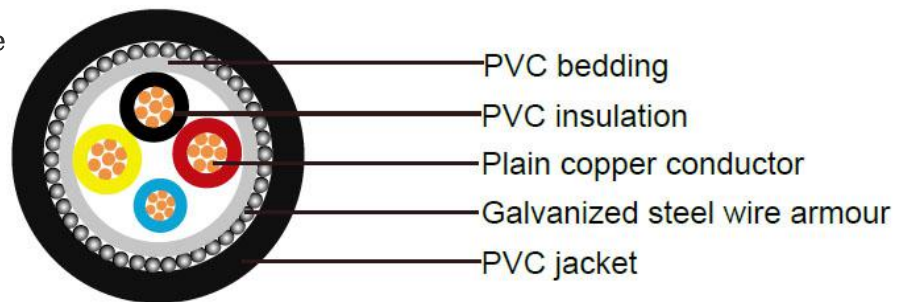 e
PVC bedding
PVC insulation
Plain copper conductor
Galvanized steel wire armour
PVC jacket